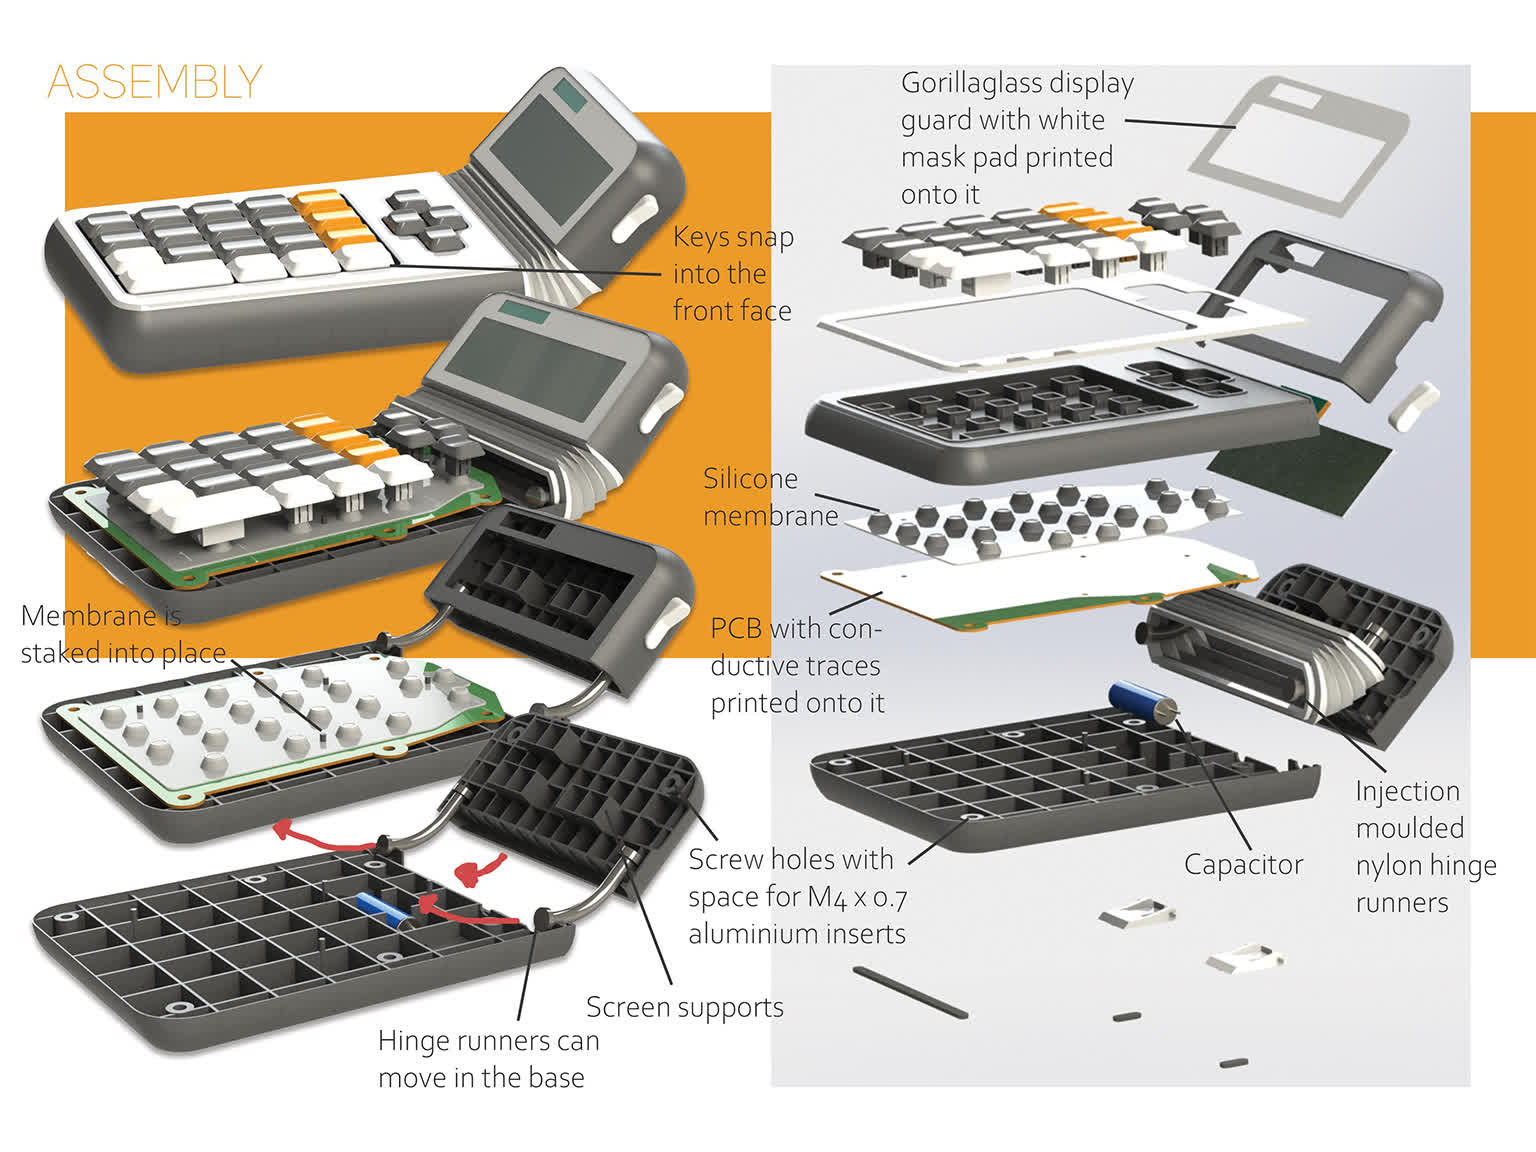 ASSEMBLY
Gorillaglass display
guard with white
mask pad printed
onto it
Keys snap
into the
front face
Silicone
membrane
Membrane is
staked into place
PCB with con-
ductive traces
printed onto it
Injection
moulded
nylon hinge
runners
Capacitor
Screw holes with
space for M4 x 0.7
aluminium inserts
Screen supports
Hinge runners can
move in the base